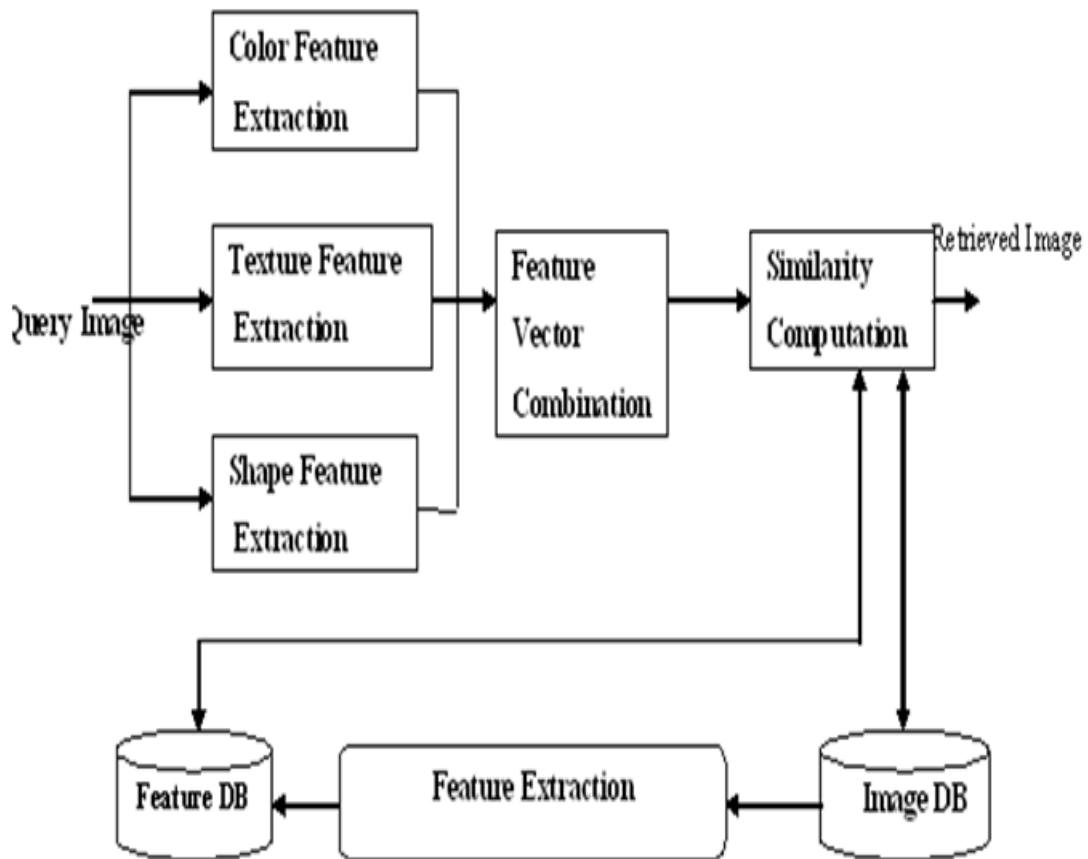 Color Feature
Extraction
Texture Feature
Extraction
Query Image
Shape Feature
Extraction
Feature
Vector
Combination
Similarity
Computation
Retrieved Image
Feature DB
Feature Extraction
Image DB